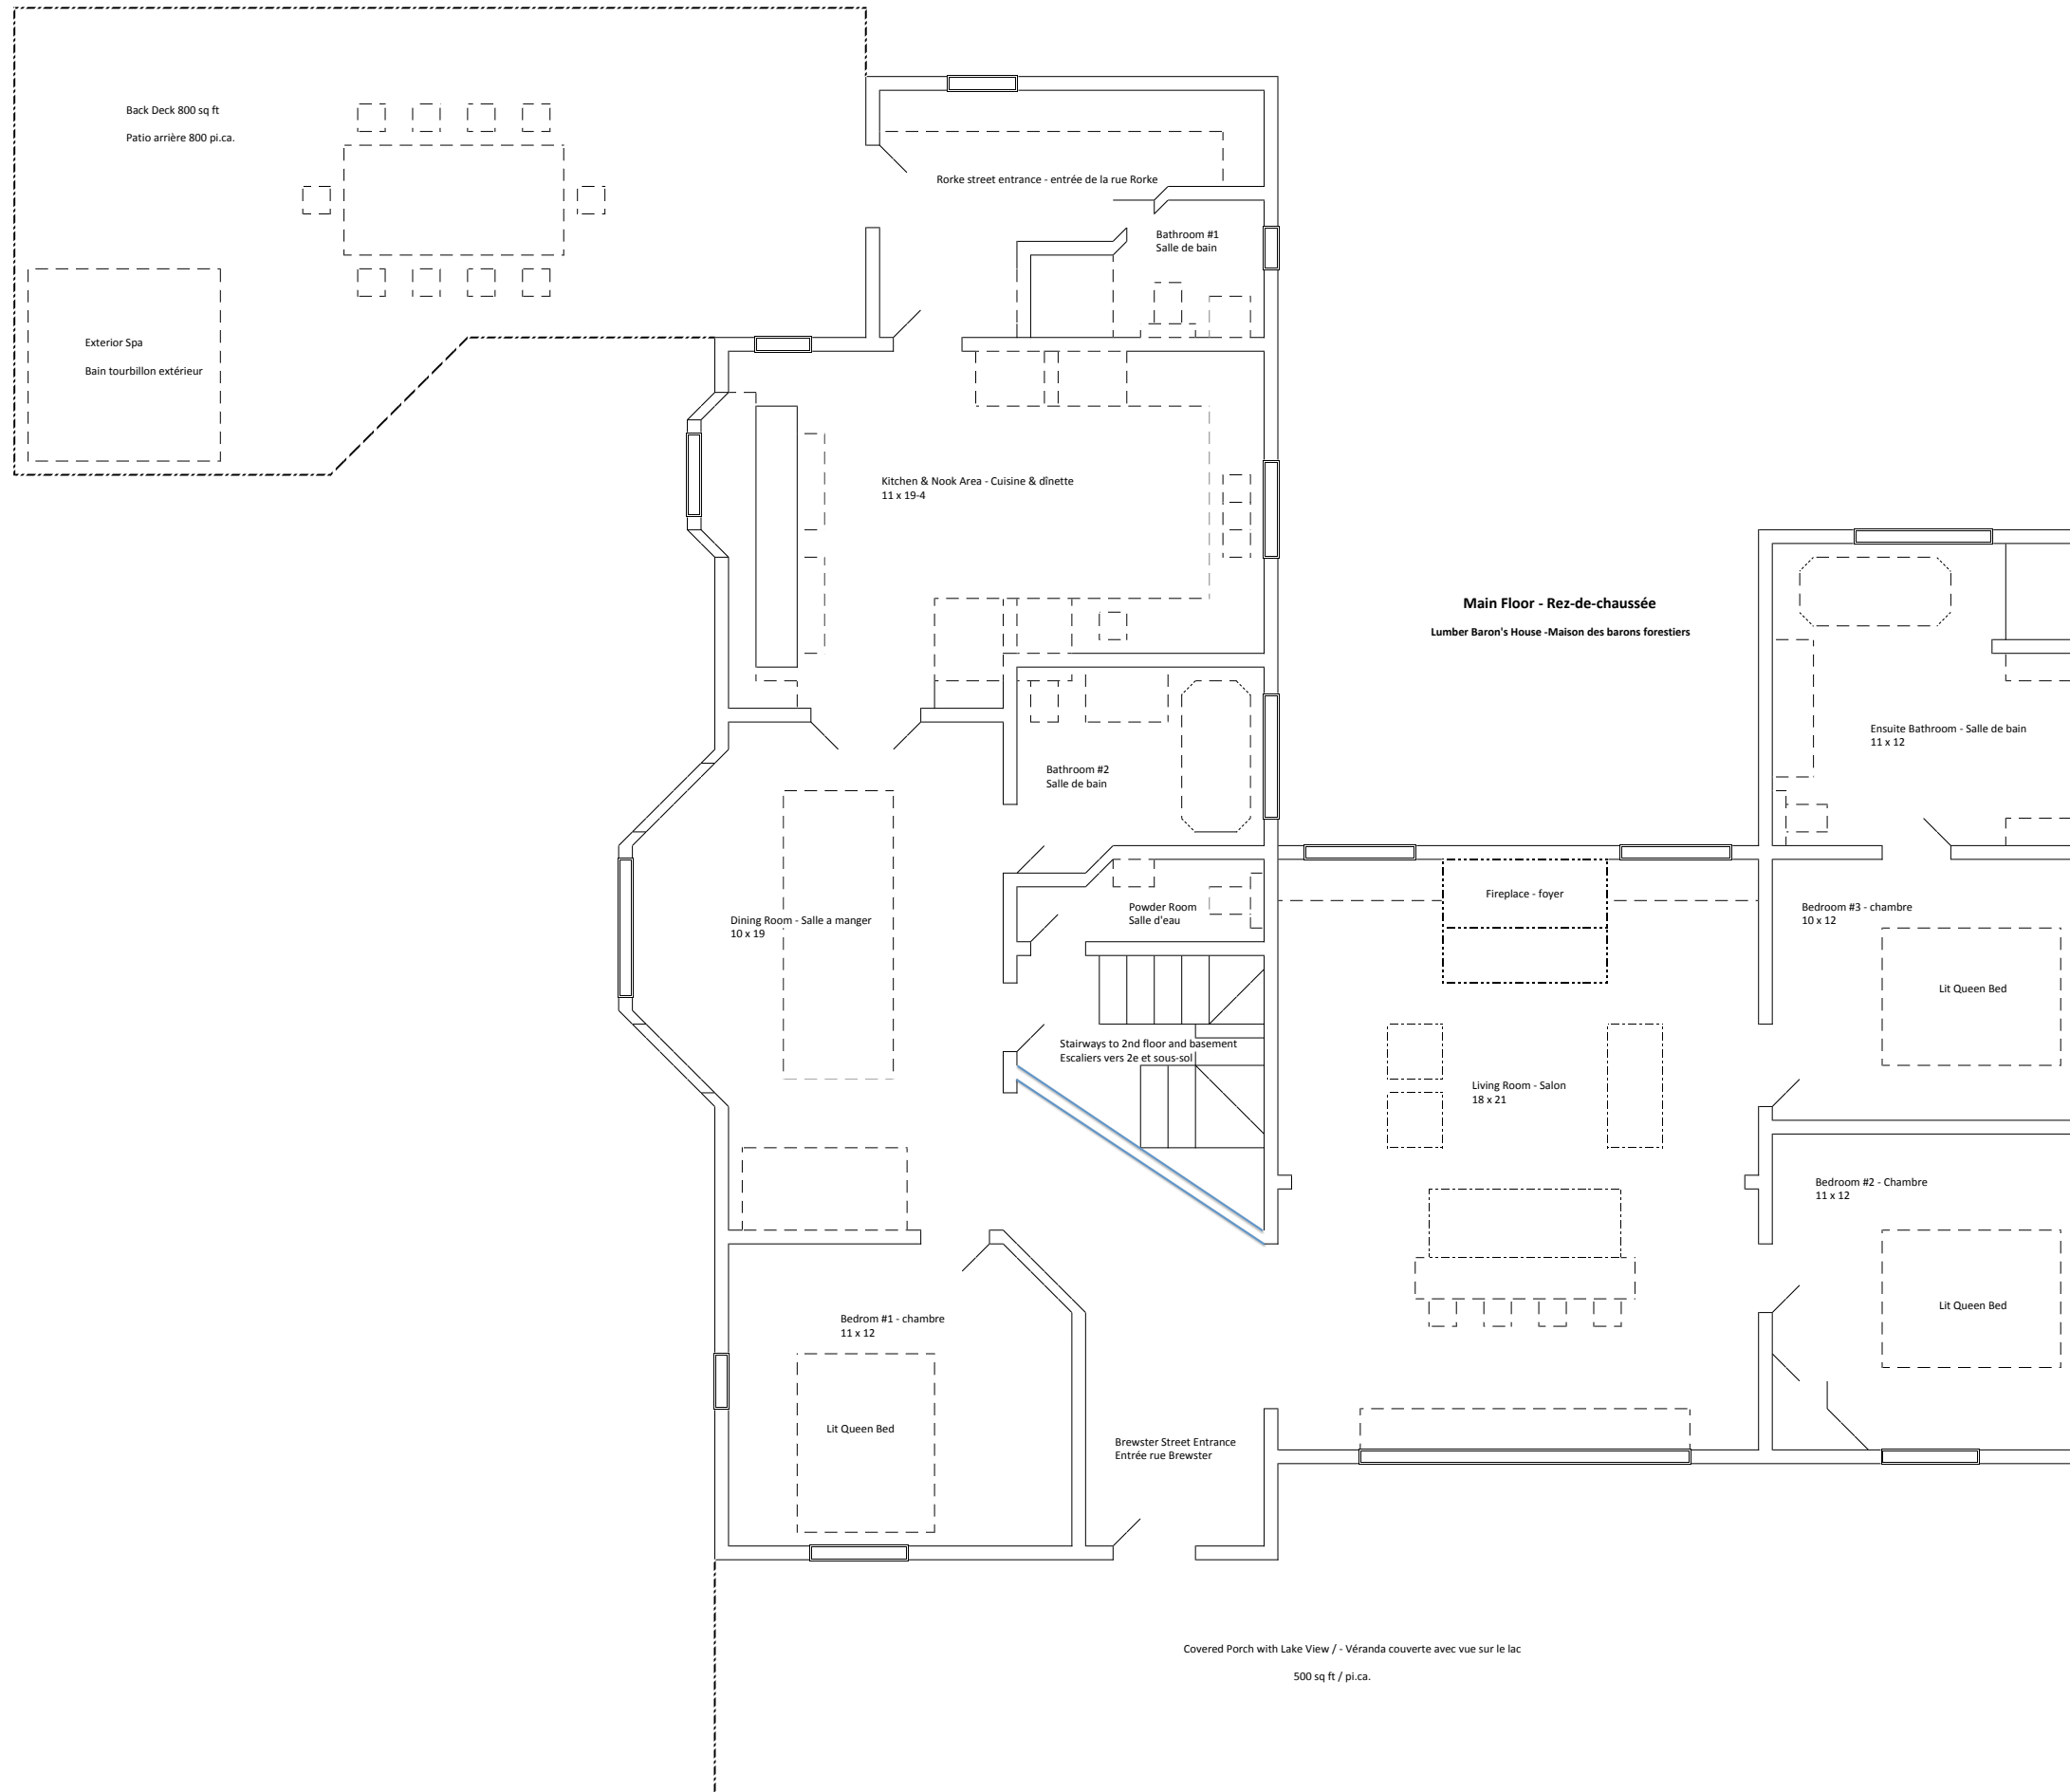 Back Deck 800 sq ft
Patio arrière 800 pi.ca.
Rorke street entrance - entrée de la rue Rorke
Bathroom #1
Salle de bain
Exterior Spa
Bain tourbillon extérieur
Kitchen & Nook Area - Cuisine & dînette
11 x 19-4
Main Floor - Rez-de-chaussée
Lumber Baron's House -Maison des barons forestiers
Ensuite Bathroom - Salle de bain
11 x 12
Bathroom #2
Salle de bain
Fireplace - foyer
Powder Room
Salle d'eau
Bedroom #3 - chambre
10 x 12
Dining Room - Salle a manger
10 x 19
Lit Queen Bed
Stairways to 2nd floor and basement
Escaliers vers 2e et sous-sol
Living Room - Salon
18 x 21
Bedroom #2 - Chambre
11 x 12
Lit Queen Bed
Bedrom #1 - chambre
11 x 12
Lit Queen Bed
Brewster Street Entrance
Entrée rue Brewster
Covered Porch with Lake View / - Véranda couverte avec vue sur le lac
500 sq ft / pi.ca.